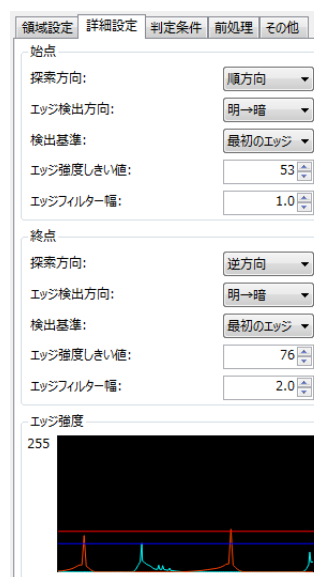 領域設定 詳細設定 判定条件 前処理 その他
始点
探索方向: 順方向
エッジ検出方向: 明→暗
検出基準: 最初のエッジ
エッジ強度しきい値: 53
エッジフィルター幅: 1.0
終点
探索方向: 逆方向
エッジ検出方向: 明→暗
検出基準: 最初のエッジ
エッジ強度しきい値: 76
エッジフィルター幅: 2.0
エッジ強度
255